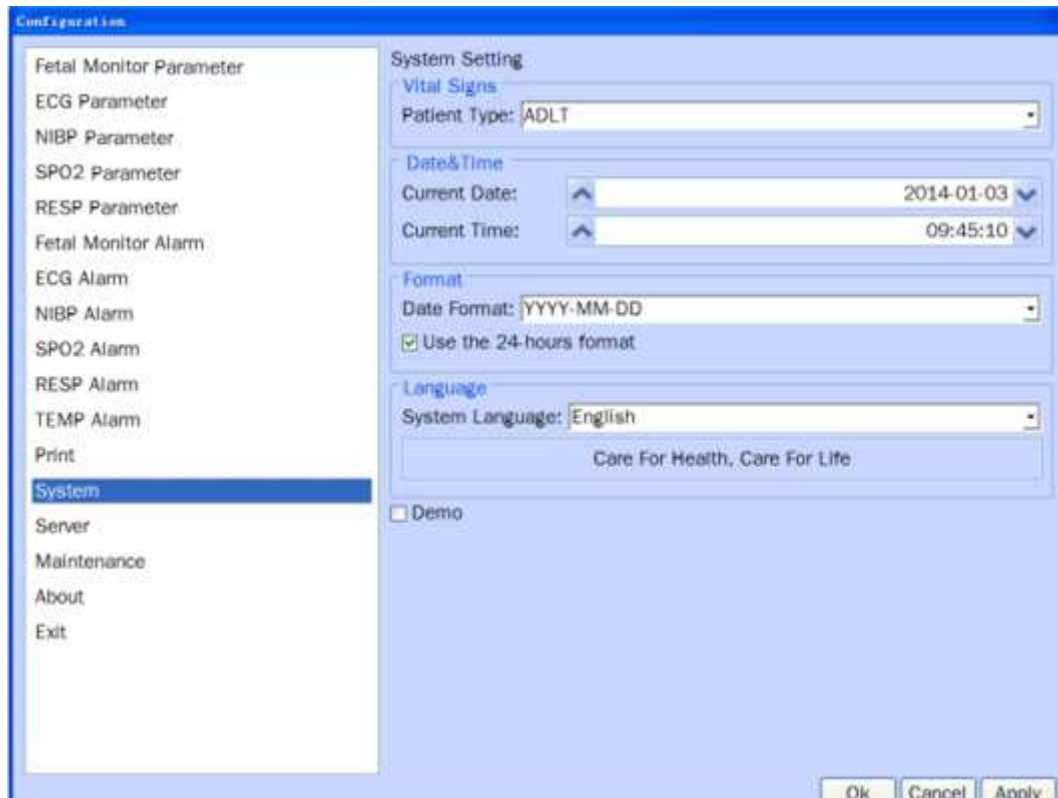 Configuration
Fetal Monitor Parameter
ECG Parameter
NIBP Parameter
SPO2 Parameter
RESP Parameter
Fetal Monitor Alarm
ECG Alarm
NIBP Alarm
SPO2 Alarm
RESP Alarm
TEMP Alarm
Print
System
Server
Maintenance
About
Exit
System Setting
Vital Signs
Patient Type: ADLT
Date&Time
Current Date: 2014-01-03
Current Time: 09:45:10
Format
Date Format: YYYY-MM-DD
Use the 24-hours format
Language
System Language: English
Care For Health, Care For Life
Demo
Ok Cancel Apply